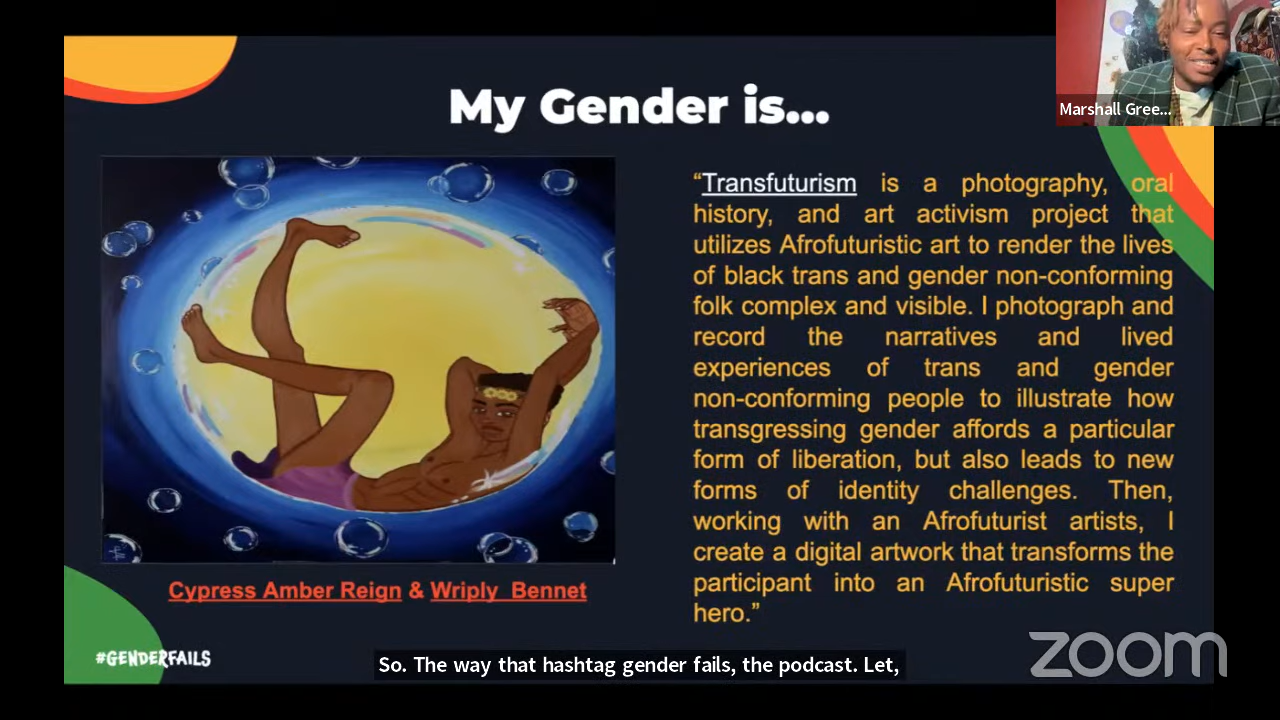 My Gender is...
Marshall Gree...
“Transfuturism is a photography, oral
history, and art activism project that
utilizes Afrofuturistic art to render the lives
of black trans and gender non-conforming
folk complex and visible. I photograph and
record the narratives and lived
experiences of trans and gender
non-conforming people to illustrate how
transgressing gender affords a particular
form of liberation, but also leads to new
forms of identity challenges. Then,
working with an Afrofuturist artists, I
create a digital artwork that transforms the
participant into an Afrofuturistic super
hero.”
Cypress Amber Reign & Wriply Bennet
#GENDERFAILS
So. The way that hashtag gender fails, the podcast. Let,
zoom